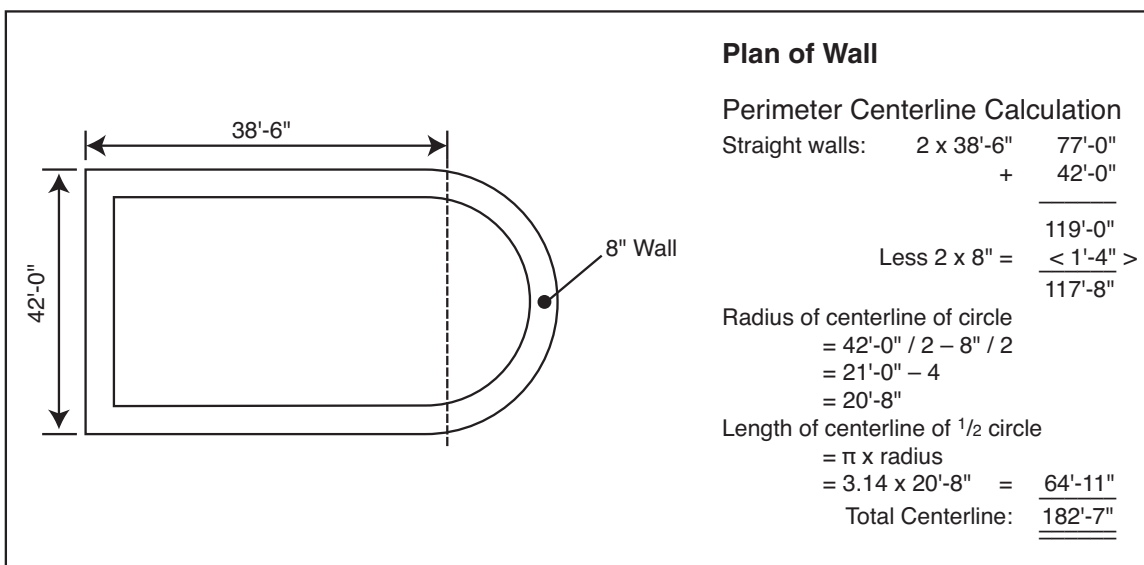 38'-6"
42'-0"
8" Wall
Plan of Wall
Perimeter Centerline Calculation
Straight walls: 2 x 38'-6" 77'-0"
+ 42'-0"
119'-0"
Less 2 x 8" = < 1'-4" >
117'-8"
Radius of centerline of circle
= 42'-0" / 2 – 8" / 2
= 21'-0" – 4
= 20'-8"
Length of centerline of 1/2 circle
= π x radius
= 3.14 x 20'-8" = 64'-11"
Total Centerline: 182'-7"